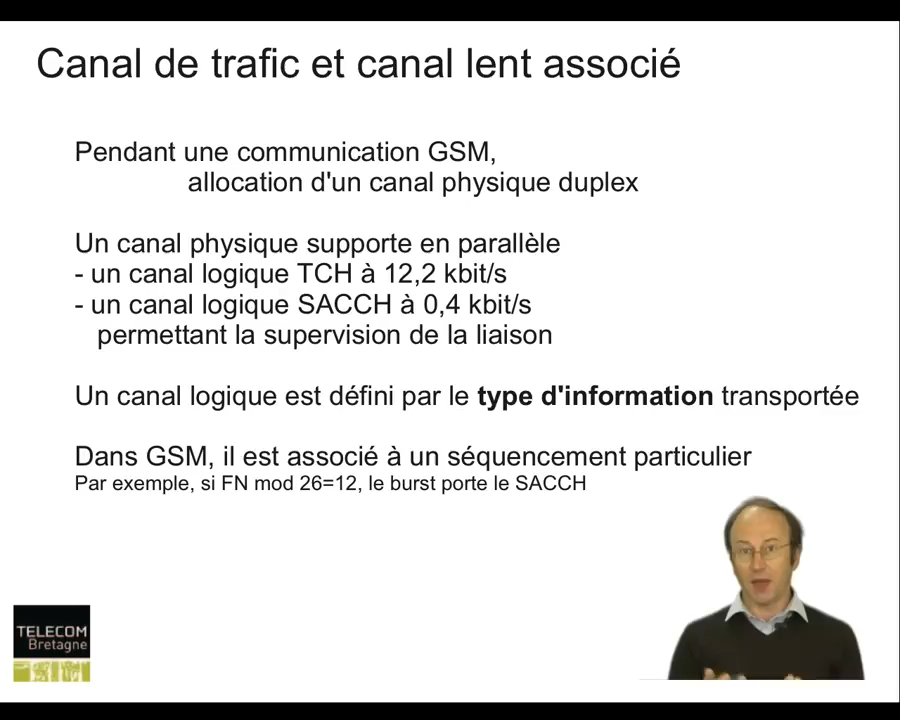 Canal de trafic et canal lent associé
Pendant une communication GSM,
allocation d'un canal physique duplex
Un canal physique supporte en parallèle
- un canal logique TCH à 12,2 kbit/s
- un canal logique SACCH à 0,4 kbit/s
permettant la supervision de la liaison
Un canal logique est défini par le type d'information transportée
Dans GSM, il est associé à un séquencement particulier
Par exemple, si FN mod 26=12, le burst porte le SACCH
TELECOM
Bretagne